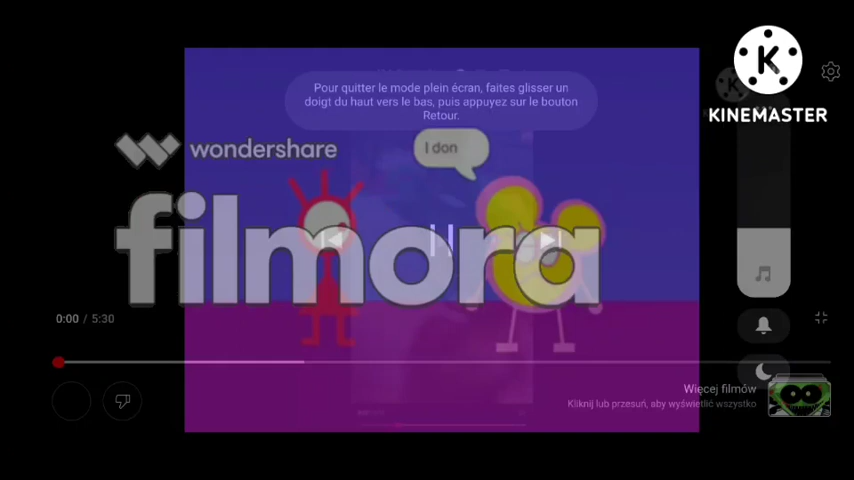 Pour quitter le mode plein écran, faites glisser un
doigt du haut vers le bas, puis appuyez sur le bouton
Retour.
KINEMASTER
wondershare
I don
filmora
0:00 / 5:30
Więcej filmów
Kliknij lub przesuń, aby wyświetlić wszystko